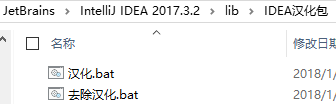 JetBrains › IntelliJ IDEA 2017.3.2 › lib › IDEA汉化包
名称
修改日期
汉化.bat
2018/1/
去除汉化.bat
2018/1/